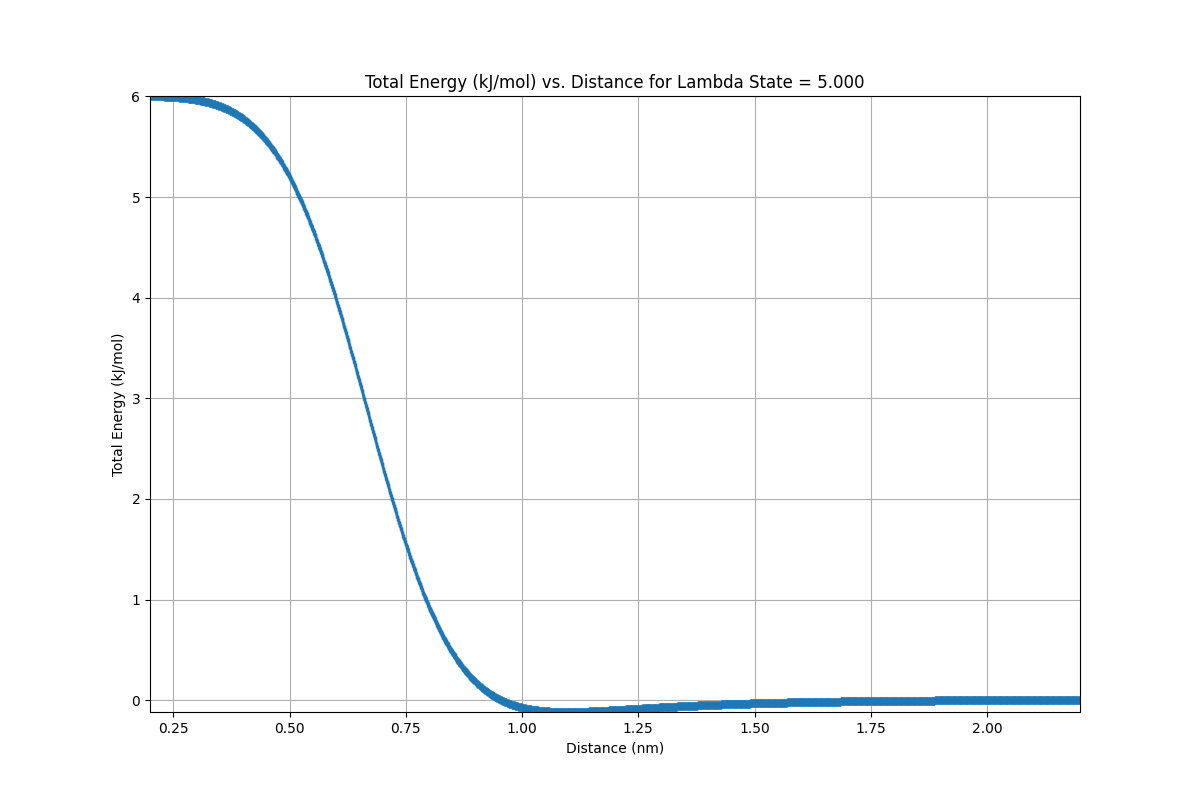 Total Energy (kJ/mol) vs. Distance for Lambda State = 5.000
Total Energy (kJ/mol)
6
5
4
3
2
1
0
0.25 0.50 0.75 1.00 1.25 1.50 1.75 2.00
Distance (nm)